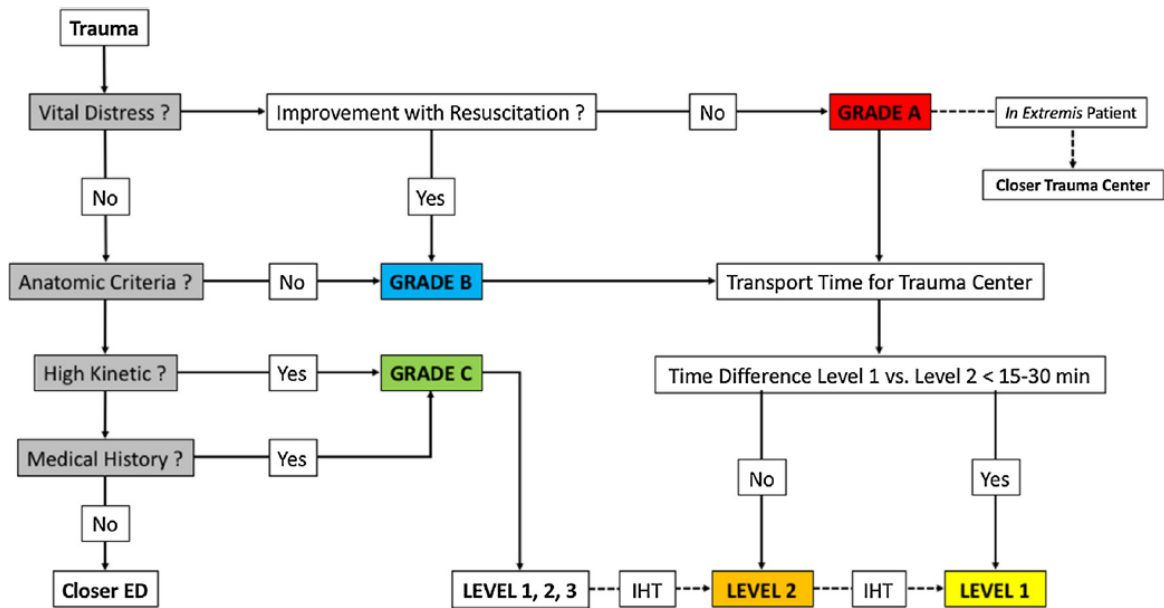 Trauma
Vital Distress ?
Improvement with Resuscitation ?
No
GRADE A
In Extremis Patient
Closer Trauma Center
No
Yes
Anatomic Criteria ?
No
GRADE B
Transport Time for Trauma Center
High Kinetic ?
Yes
GRADE C
Time Difference Level 1 vs. Level 2 < 15-30 min
Medical History ?
Yes
No
Yes
No
Closer ED
LEVEL 1, 2, 3
IHT
LEVEL 2
IHT
LEVEL 1